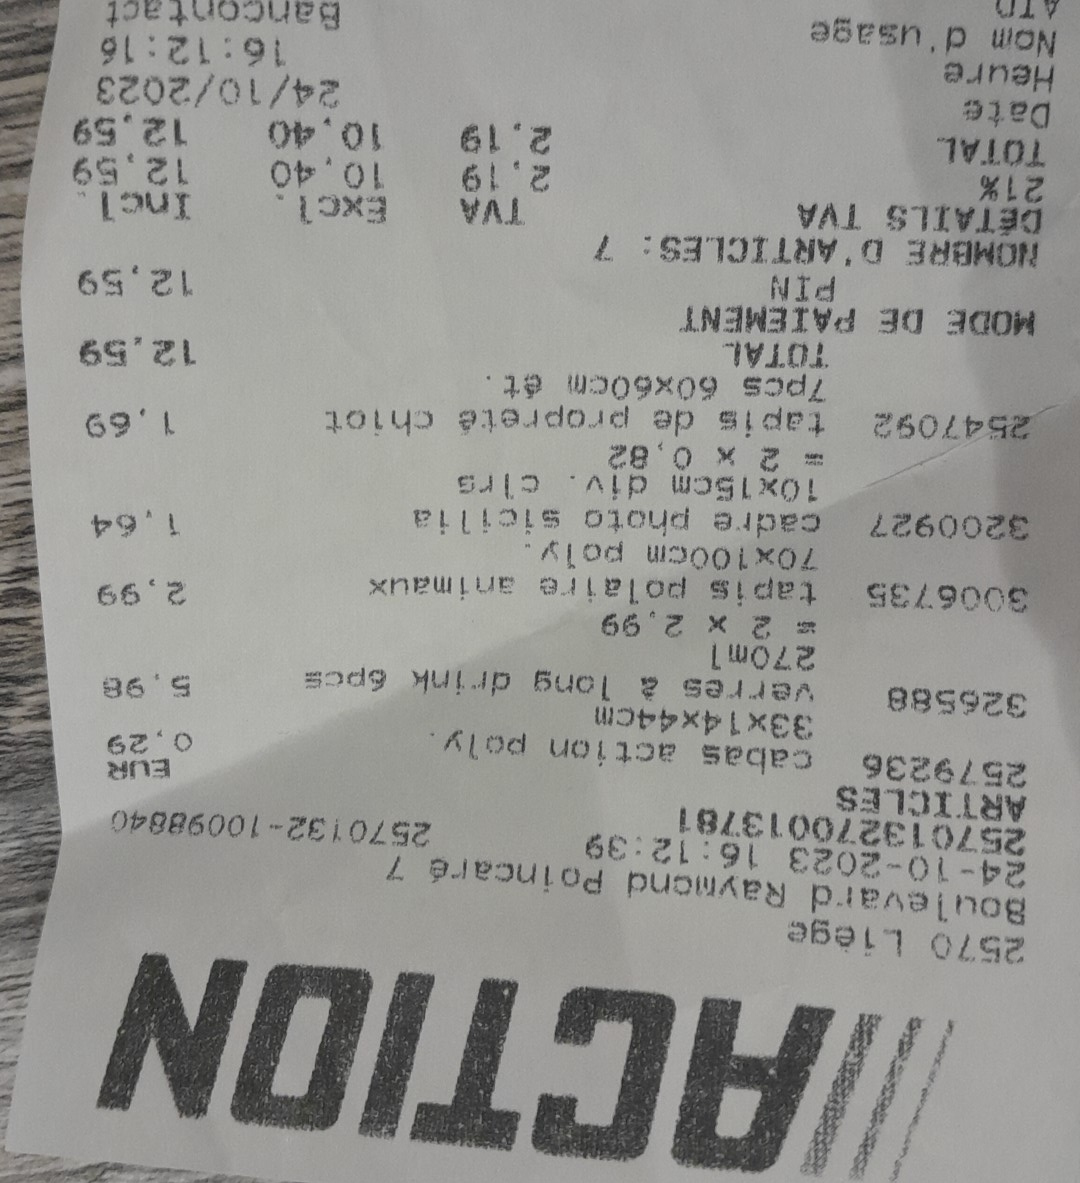 ACTION
2570 Liège
Boulevard Raymond Poincaré 7
24-10-2023 16:12:39 2570132-10098840
25701327001378​1
ARTICLES EUR
2579236 cabas action poly. 0,29
33x14x44cm
326588 verres à long drink 6pcs 5,98
270ml
= 2 x 2,99
3006735 tapis polaire animaux 2,99
70x100cm poly.
3200927 cadre photo sicilia 1,64
10x15cm div. clrs
= 2 x 0,82
2547092 tapis de propreté chiot 1,69
7pcs 60x60cm ét.
TOTAL 12,59
MODE DE PAIEMENT
PIN 12,59
NOMBRE D'ARTICLES: 7
DÉTAILS TVA TVA Excl. Incl.
21% 2,19 10,40 12,59
TOTAL 2,19 10,40 12,59
Date 24/10/2023
Heure 16:12:16
Nom d'usage Bancontact
AID